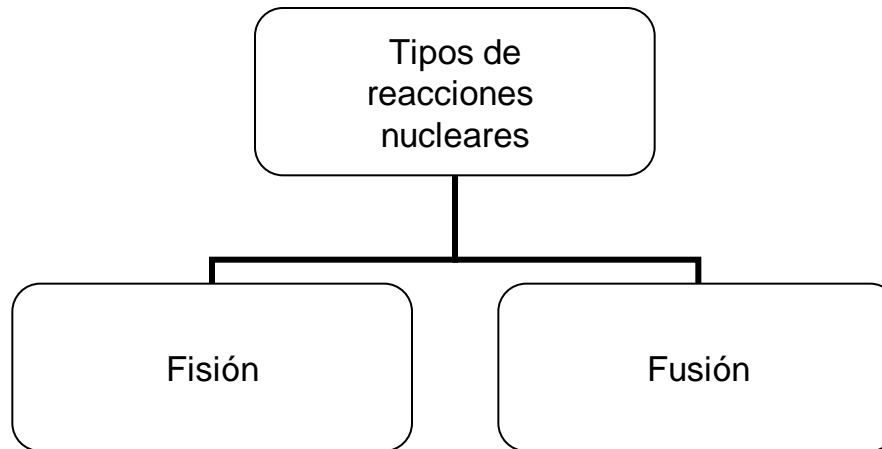 Tipos de
reacciones
nucleares
Fisión
Fusión